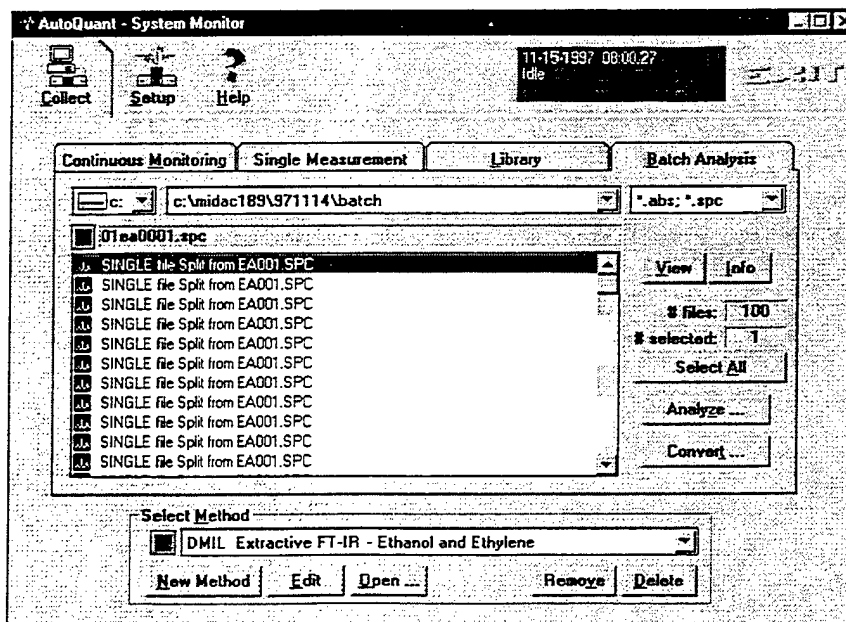 AutoQuant - System Monitor
11-15-1997 08:00:27
Idle
Collect Setup Help
Continuous Monitoring Single Measurement Library Batch Analysis
c: c:\midac189\971114\batch *.abs; *.spc
01ea0001.spc
SINGLE file Split from EA001.SPC
SINGLE file Split from EA001.SPC
SINGLE file Split from EA001.SPC
SINGLE file Split from EA001.SPC
SINGLE file Split from EA001.SPC
SINGLE file Split from EA001.SPC
SINGLE file Split from EA001.SPC
SINGLE file Split from EA001.SPC
SINGLE file Split from EA001.SPC
SINGLE file Split from EA001.SPC
SINGLE file Split from EA001.SPC
View Info
# files: 100
# selected: 1
Select All
Analyze ...
Convert ...
Select Method
DMIL Extractive FT-IR - Ethanol and Ethylene
New Method Edit Open ... Remove Delete